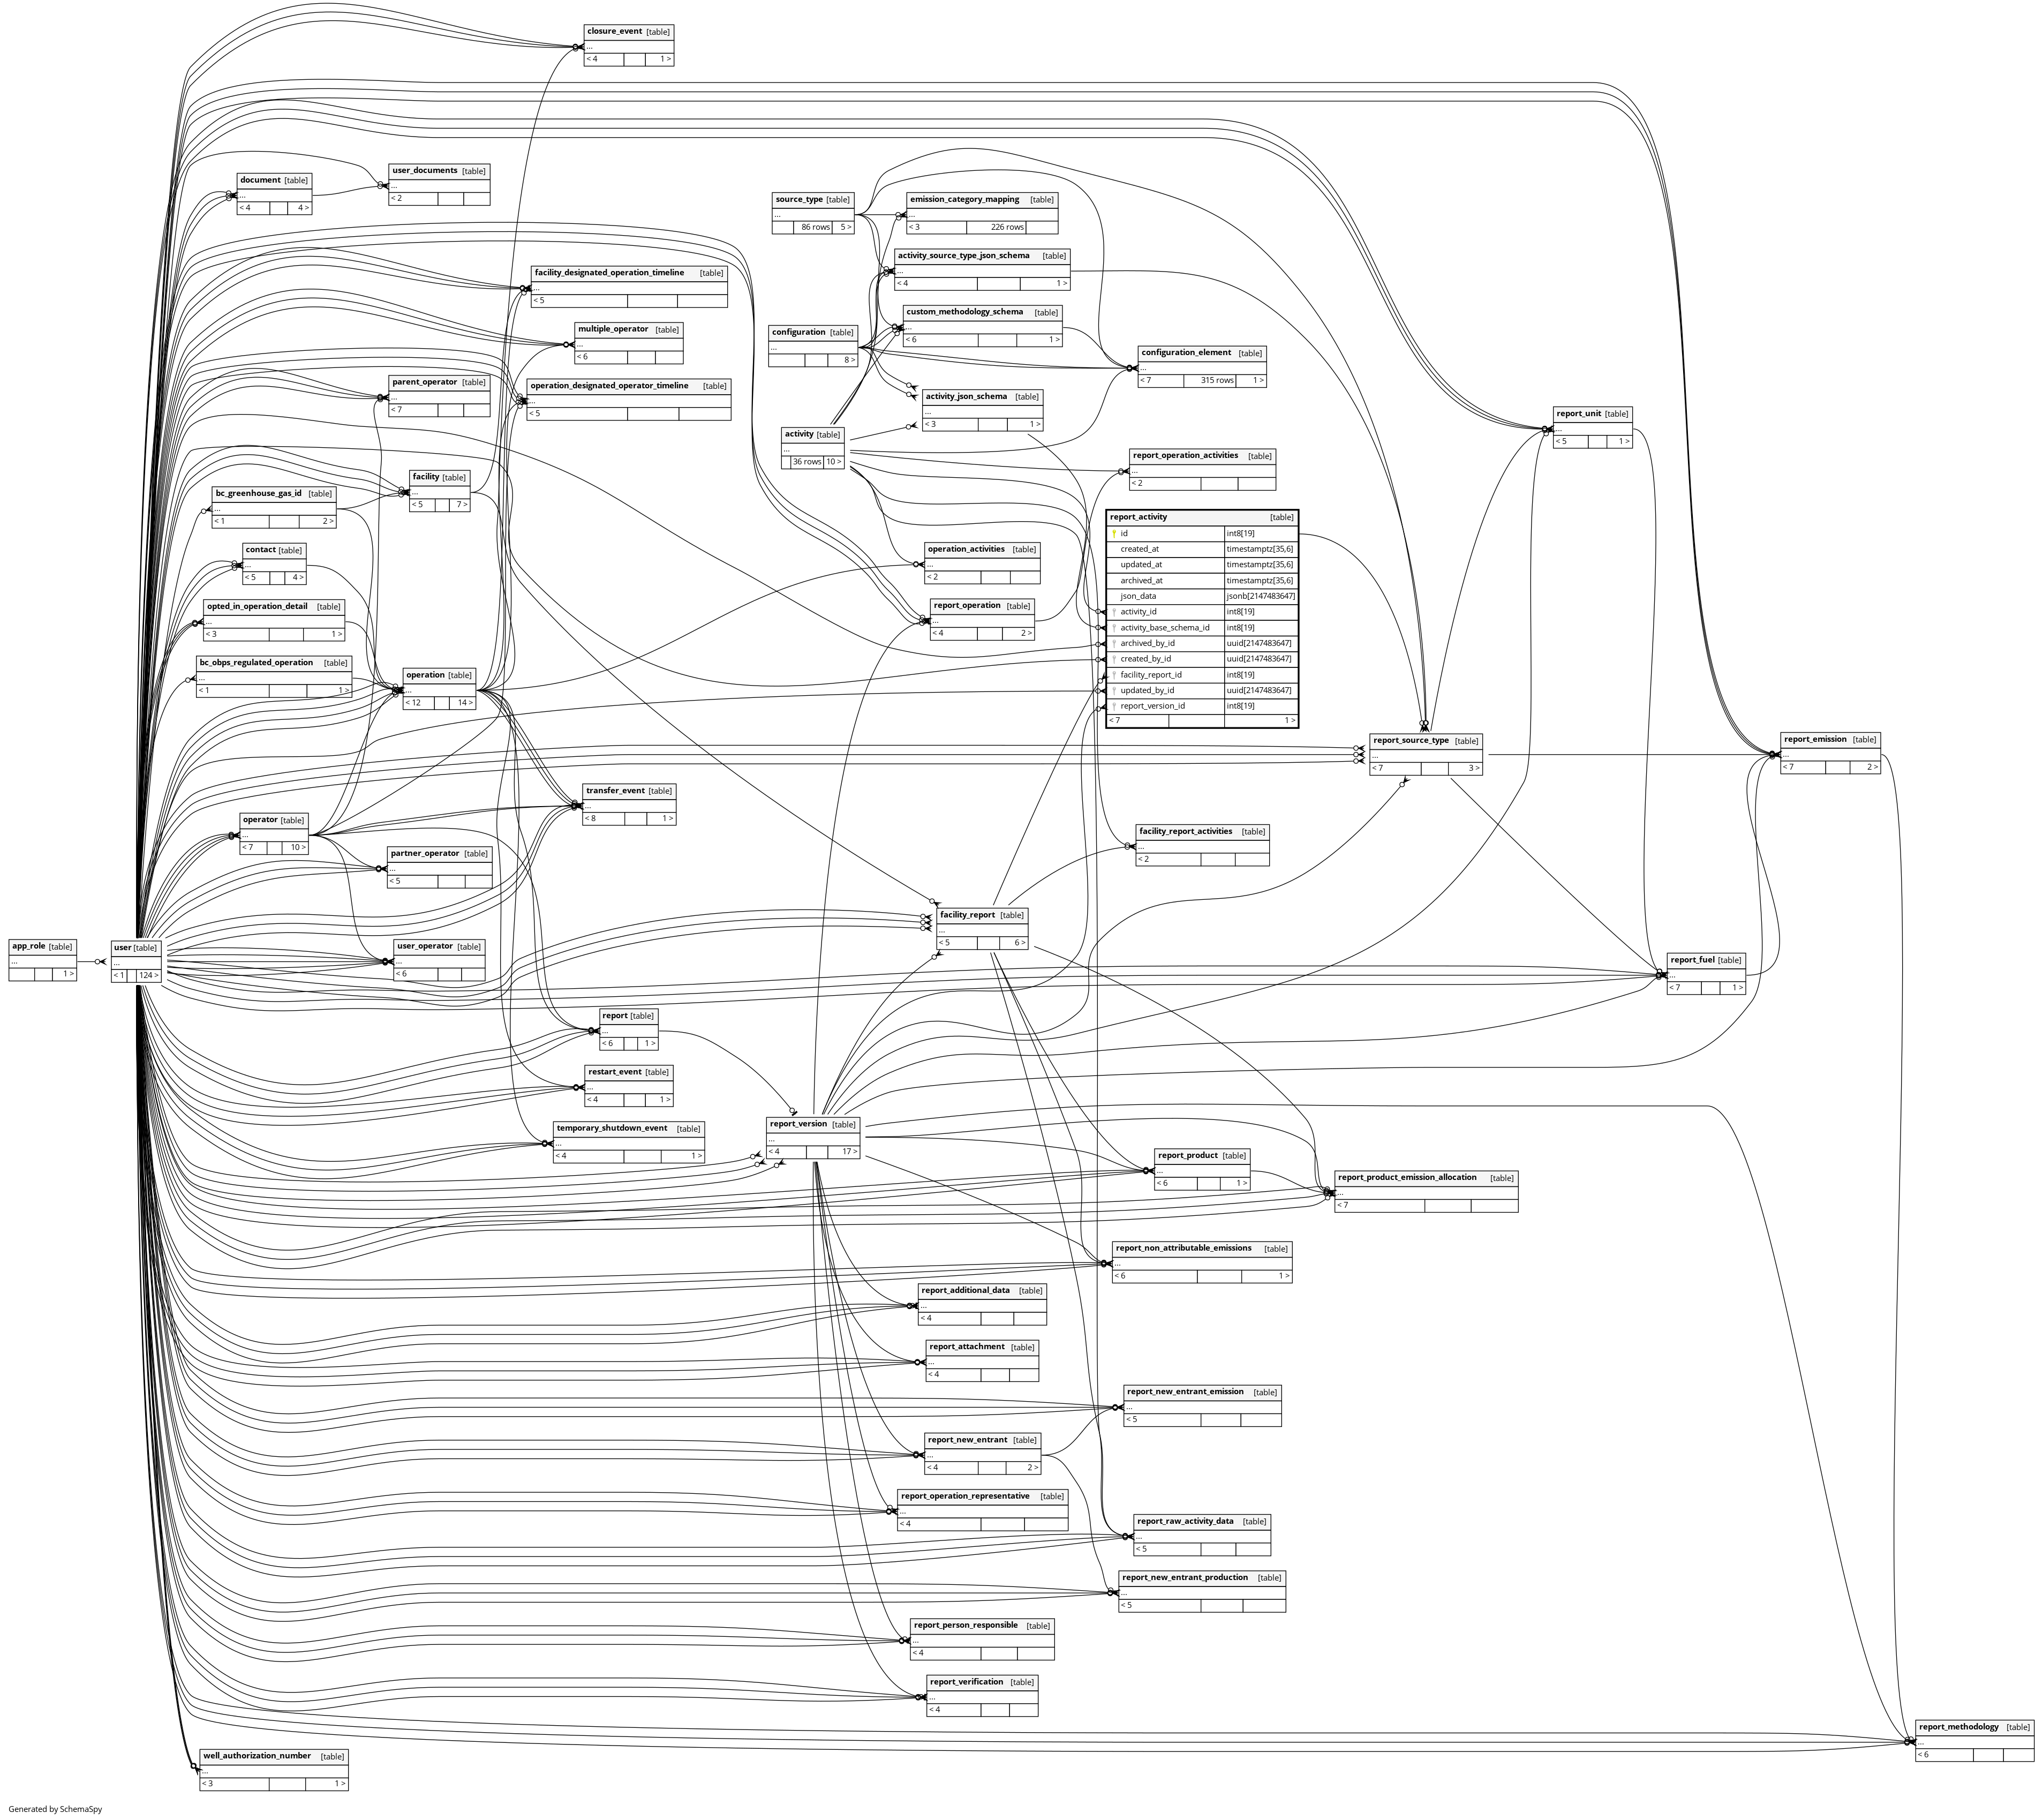 closure_event [table]
...
< 4 1 >
user_documents [table]
...
< 2
document [table]
...
< 4 4 >
source_type [table]
...
86 rows 5 >
emission_category_mapping [table]
...
< 3 226 rows
activity_source_type_json_schema [table]
...
< 4 1 >
facility_designated_operation_timeline [table]
...
< 5
custom_methodology_schema [table]
...
< 6 1 >
multiple_operator [table]
...
< 6
configuration [table]
...
8 >
configuration_element [table]
...
< 7 315 rows 1 >
parent_operator [table]
...
< 7
operation_designated_operator_timeline [table]
...
< 5
activity_json_schema [table]
...
< 3 1 >
report_unit [table]
...
< 5 1 >
activity [table]
...
36 rows 10 >
report_operation_activities [table]
...
< 2
facility [table]
...
< 5 7 >
bc_greenhouse_gas_id [table]
...
< 1 2 >
report_activity [table]
id int8[19]
created_at timestamptz[35,6]
updated_at timestamptz[35,6]
archived_at timestamptz[35,6]
json_data jsonb[2147483647]
activity_id int8[19]
activity_base_schema_id int8[19]
archived_by_id uuid[2147483647]
created_by_id uuid[2147483647]
facility_report_id int8[19]
updated_by_id uuid[2147483647]
report_version_id int8[19]
< 7 1 >
contact [table]
...
< 5 4 >
operation_activities [table]
...
< 2
opted_in_operation_detail [table]
...
< 3 1 >
report_operation [table]
...
< 4 2 >
bc_obps_regulated_operation [table]
...
< 1 1 >
operation [table]
...
< 12 14 >
report_source_type [table]
...
< 7 3 >
report_emission [table]
...
< 7 2 >
transfer_event [table]
...
< 8 1 >
operator [table]
...
< 7 10 >
facility_report_activities [table]
...
< 2
partner_operator [table]
...
< 5
facility_report [table]
...
< 5 6 >
app_role [table]
...
1 >
user [table]
...
< 1 124 >
user_operator [table]
...
< 6
report_fuel [table]
...
< 7 1 >
report [table]
...
< 6 1 >
restart_event [table]
...
< 4 1 >
report_version [table]
...
< 4 17 >
temporary_shutdown_event [table]
...
< 4 1 >
report_product [table]
...
< 6 1 >
report_product_emission_allocation [table]
...
< 7
report_non_attributable_emissions [table]
...
< 6 1 >
report_additional_data [table]
...
< 4
report_attachment [table]
...
< 4
report_new_entrant_emission [table]
...
< 5
report_new_entrant [table]
...
< 4 2 >
report_operation_representative [table]
...
< 4
report_raw_activity_data [table]
...
< 5
report_new_entrant_production [table]
...
< 5
report_person_responsible [table]
...
< 4
report_verification [table]
...
< 4
report_methodology [table]
...
< 6
well_authorization_number [table]
...
< 3 1 >
Generated by SchemaSpy